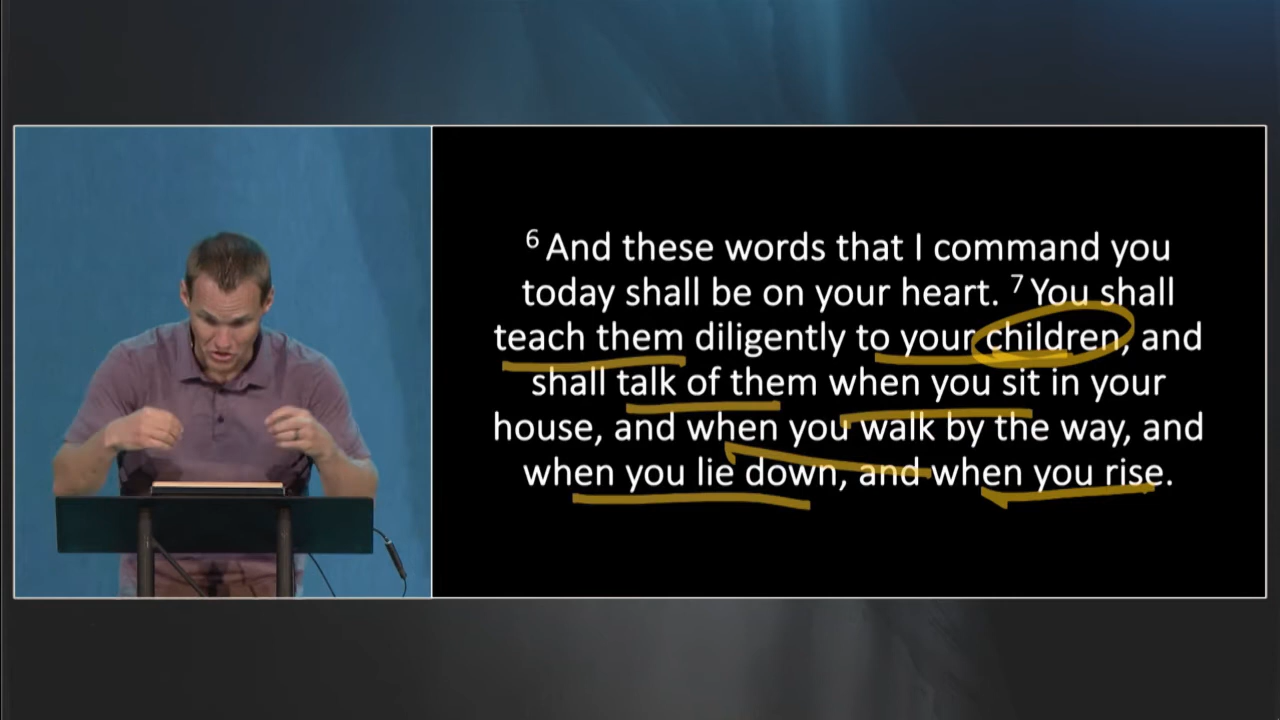 6 And these words that I command you
today shall be on your heart. 7 You shall
teach them diligently to your children, and
shall talk of them when you sit in your
house, and when you walk by the way, and
when you lie down, and when you rise.